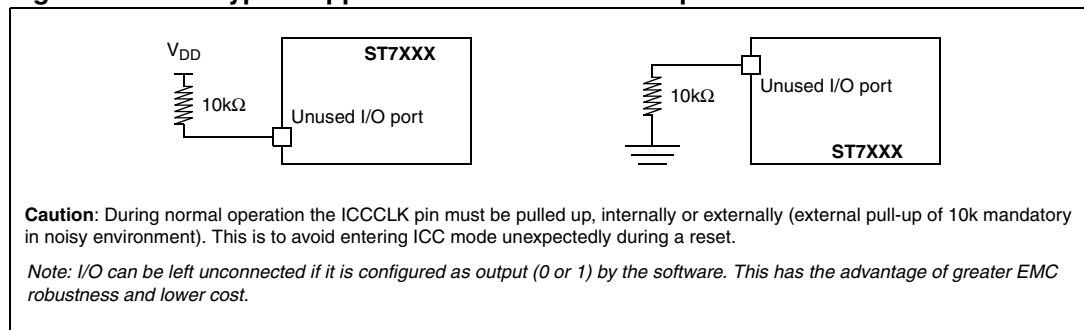 V_DD
ST7XXX
10kΩ
Unused I/O port
10kΩ
Unused I/O port
ST7XXX
Caution: During normal operation the ICCCLK pin must be pulled up, internally or externally (external pull-up of 10k mandatory
in noisy environment). This is to avoid entering ICC mode unexpectedly during a reset.
Note: I/O can be left unconnected if it is configured as output (0 or 1) by the software. This has the advantage of greater EMC
robustness and lower cost.